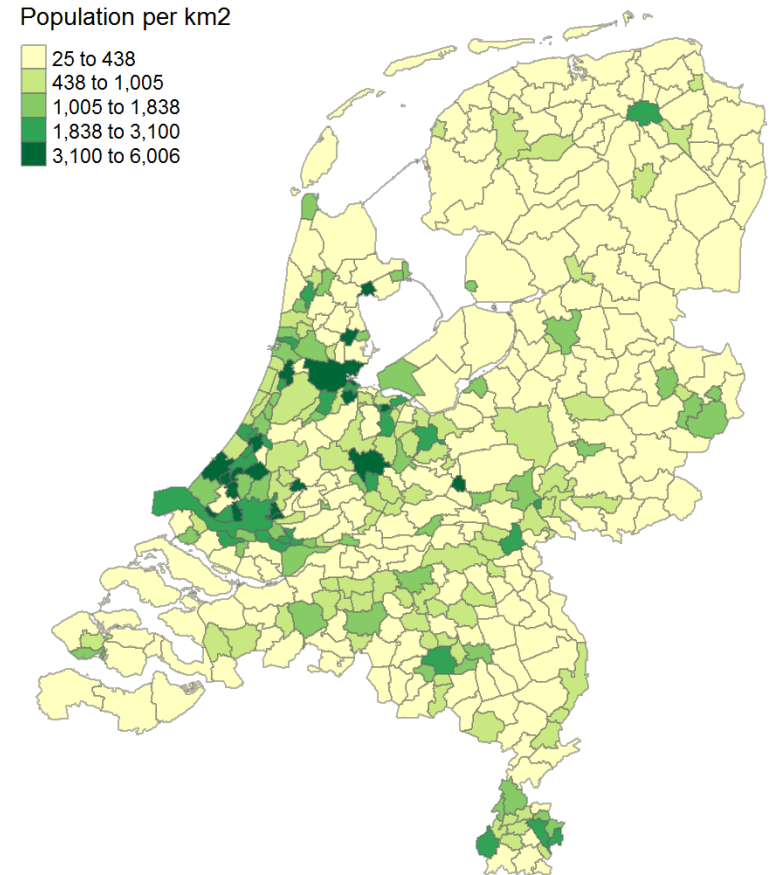 Population per km2
25 to 438
438 to 1,005
1,005 to 1,838
1,838 to 3,100
3,100 to 6,006